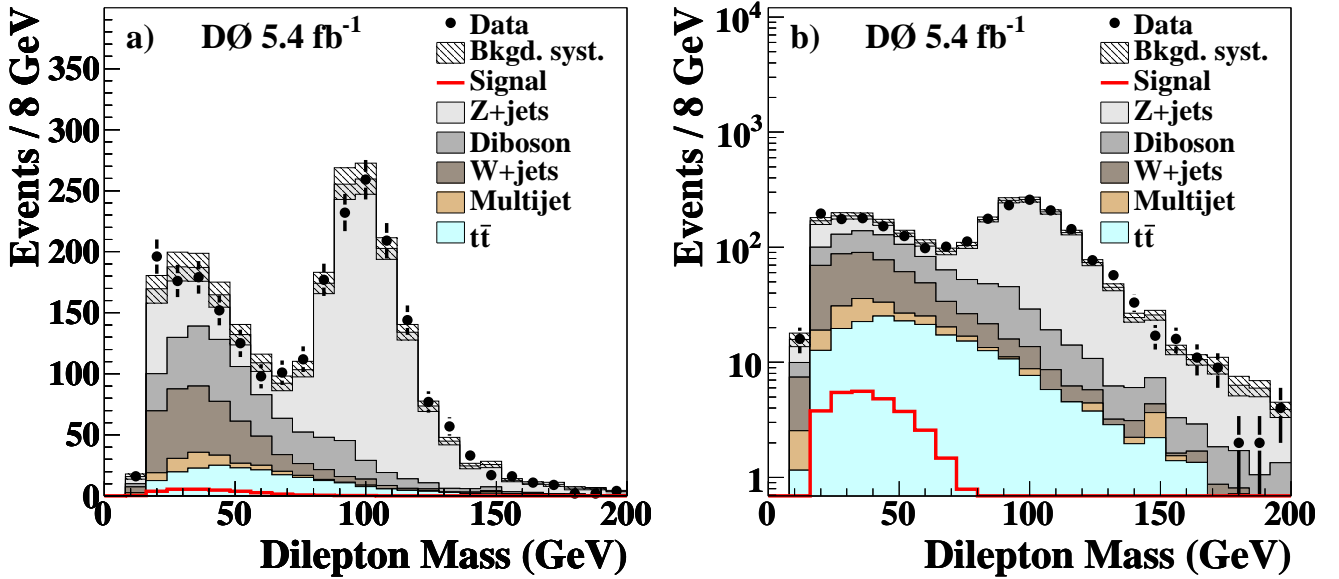 a) DØ 5.4 fb⁻¹
Events / 8 GeV
350
300
250
200
150
100
50
0
Data
Bkgd. syst.
Signal
Z+jets
Diboson
W+jets
Multijet
tt̄
0 50 100 150 200
Dilepton Mass (GeV)
b) DØ 5.4 fb⁻¹
Events / 8 GeV
10⁴
10³
10²
10
1
Data
Bkgd. syst.
Signal
Z+jets
Diboson
W+jets
Multijet
tt̄
0 50 100 150 200
Dilepton Mass (GeV)